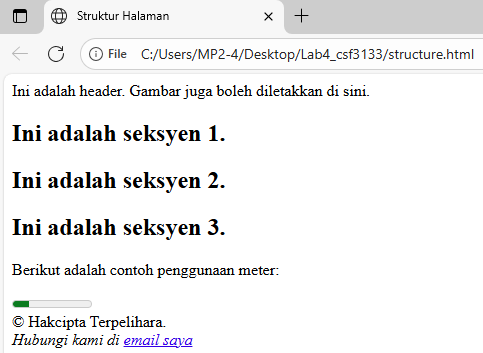 Struktur Halaman
File C:/Users/MP2-4/Desktop/Lab4_csf3133/structure.html
Ini adalah header. Gambar juga boleh diletakkan di sini.
Ini adalah seksyen 1.
Ini adalah seksyen 2.
Ini adalah seksyen 3.
Berikut adalah contoh penggunaan meter:
© Hakcipta Terpelihara.
Hubungi kami di email saya